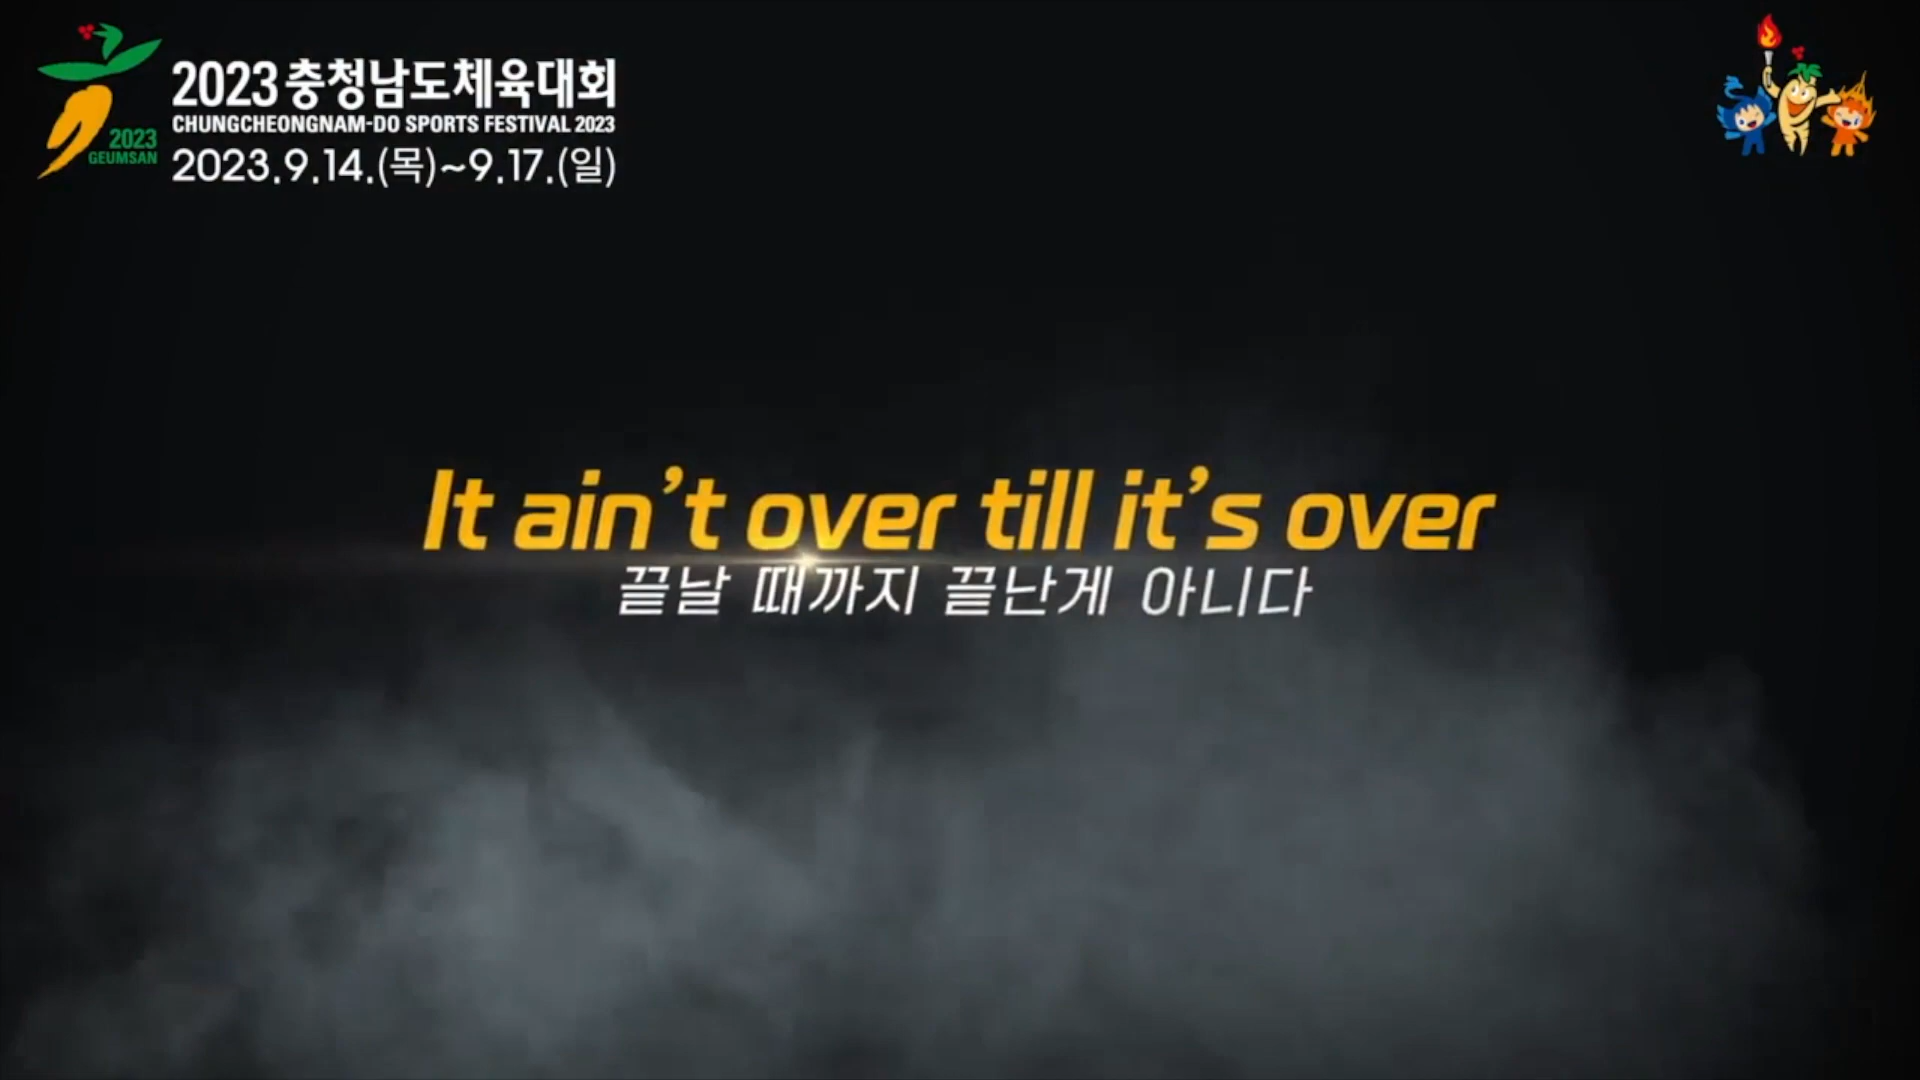 2023 충청남도체육대회
CHUNGCHEONGNAM-DO SPORTS FESTIVAL 2023
2023
GEUMSAN
2023.9.14.(목)~9.17.(일)
It ain’t over till it’s over
끝날 때까지 끝난게 아니다